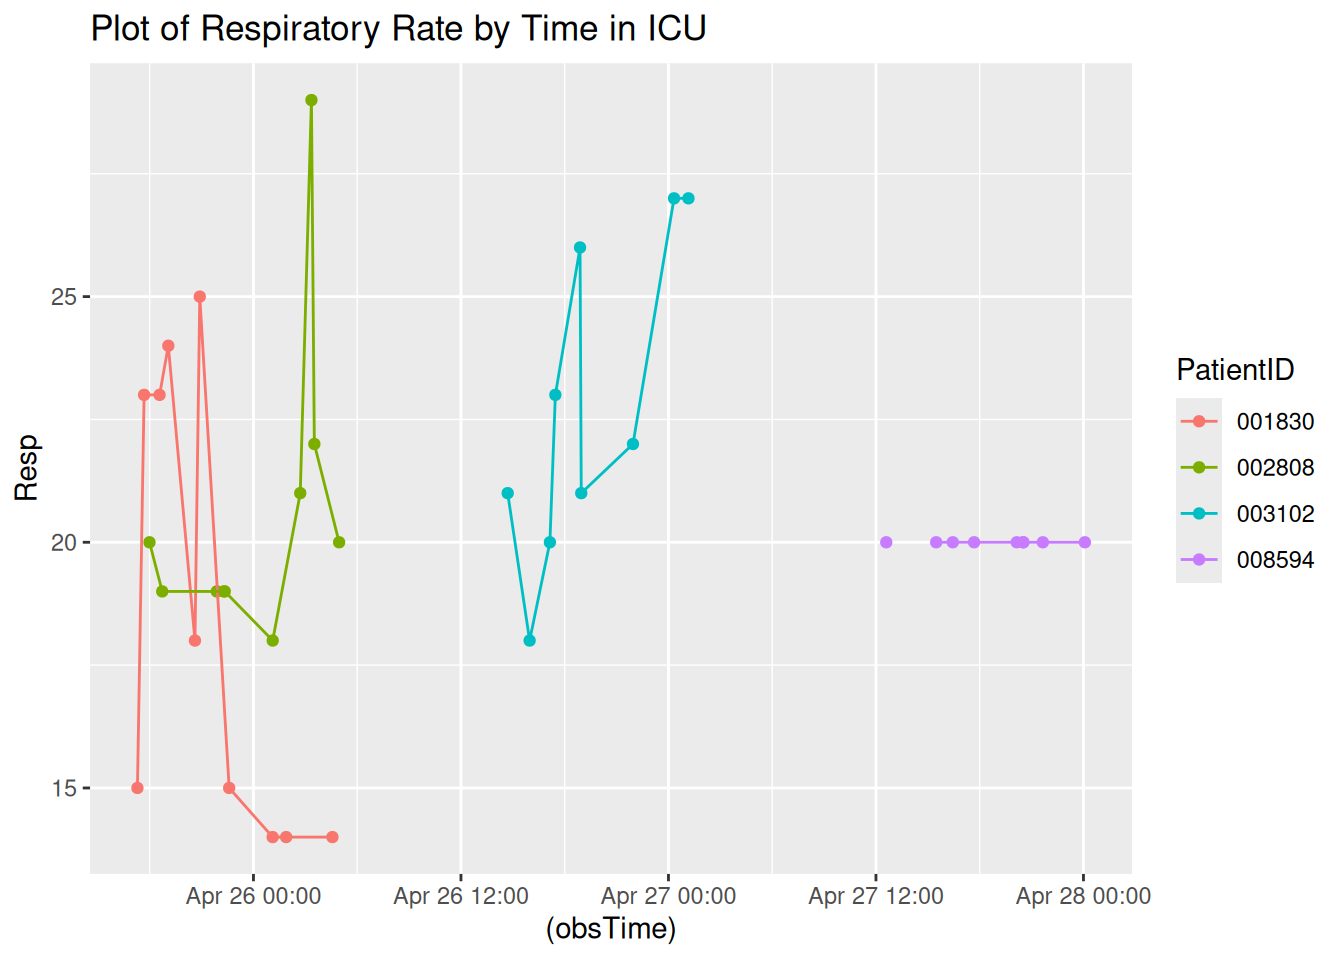 Plot of Respiratory Rate by Time in ICU
Resp
25
20
15
Apr 26 00:00
Apr 26 12:00
Apr 27 00:00
Apr 27 12:00
Apr 28 00:00
(obsTime)
PatientID
001830
002808
003102
008594